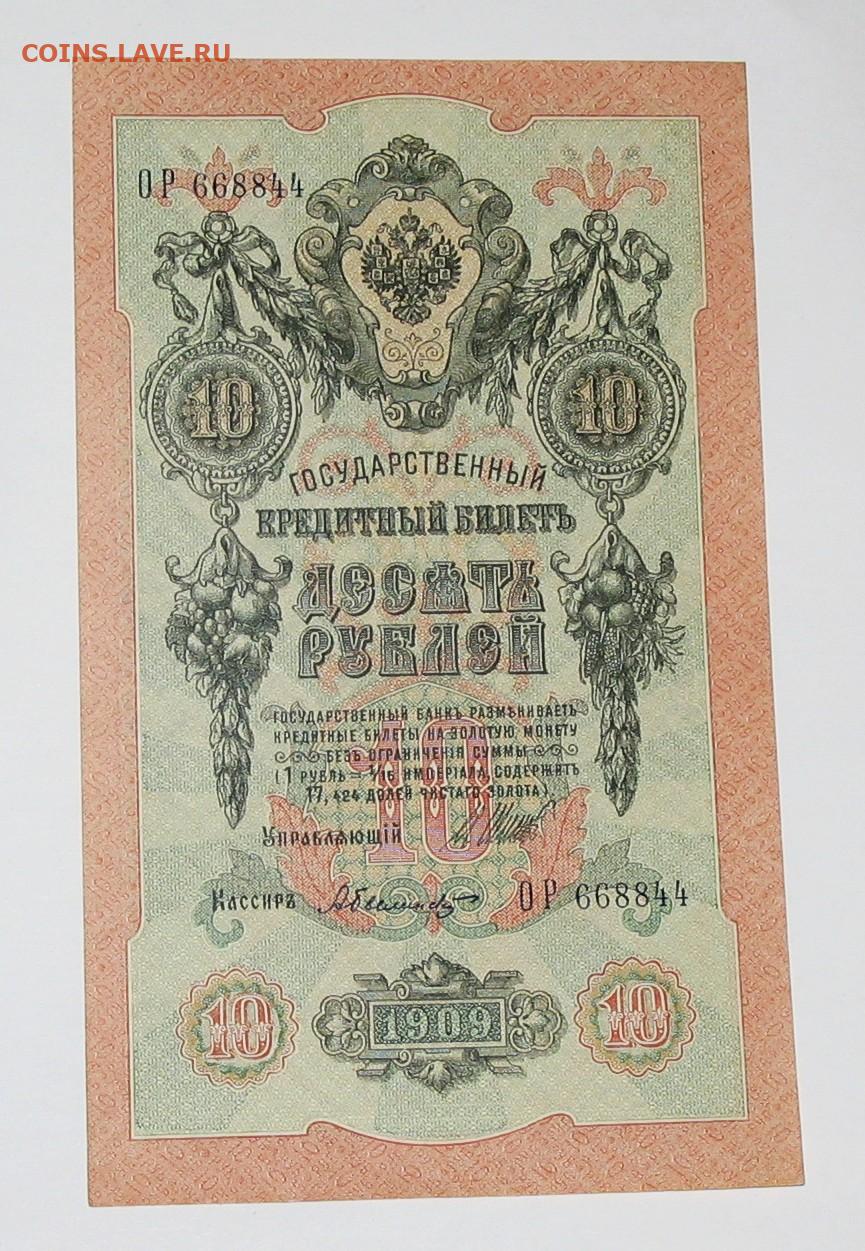 COINS.LAVE.RU
ОР 668844
10 10
ГОСУДАРСТВЕННЫЙ
КРЕДИТНЫЙ БИЛЕТЪ
ДЕСЯТЬ
РУБЛЕЙ
ГОСУДАРСТВЕННЫЙ БАНКЪ РАЗМѢНИВАЕТЪ
КРЕДИТНЫЕ БИЛЕТЫ НА ЗОЛОТУЮ МОНЕТУ
БЕЗЪ ОГРАНИЧЕНІЯ СУММЫ
(1 РУБЛЬ = 1/15 ИМПЕРІАЛА, СОДЕРЖИТЪ
17,424 ДОЛЕЙ ЧИСТАГО ЗОЛОТА).
10
УПРАВЛЯЮЩІЙ
КАССИРЪ ОР 668844
10 1909 10